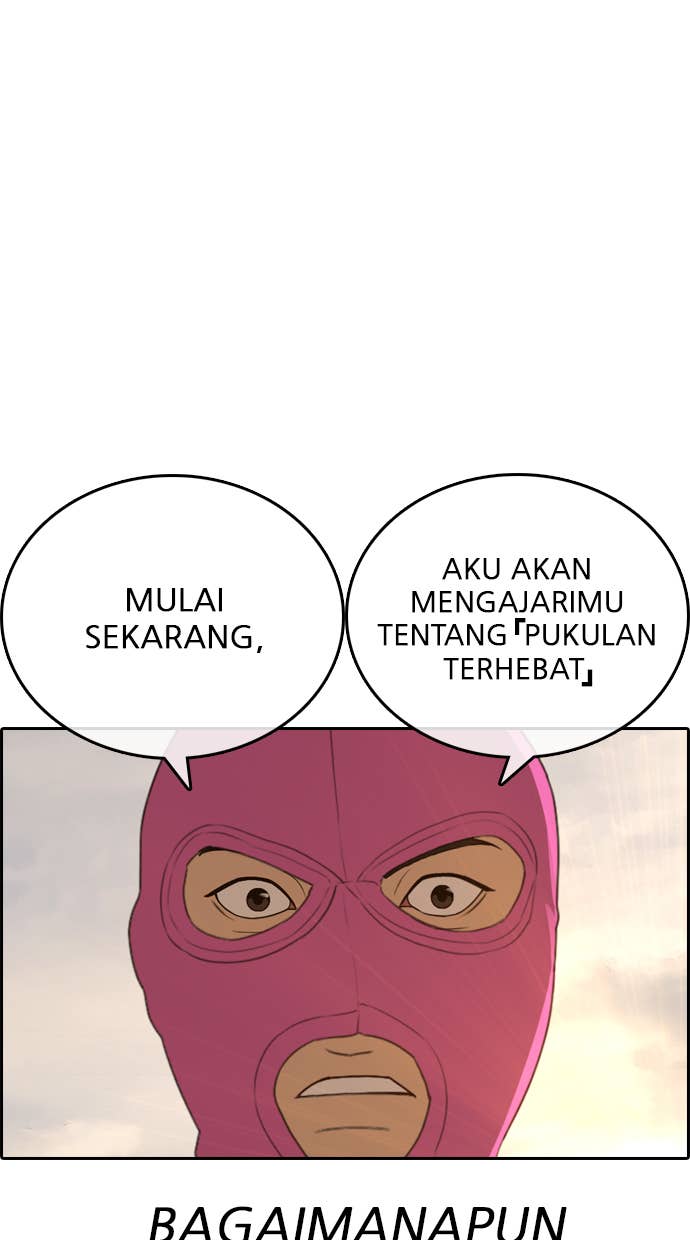 MULAI
SEKARANG,
AKU AKAN
MENGAJARIMU
TENTANG「PUKULAN
TERHEBAT」
BAGAIMANAPUN